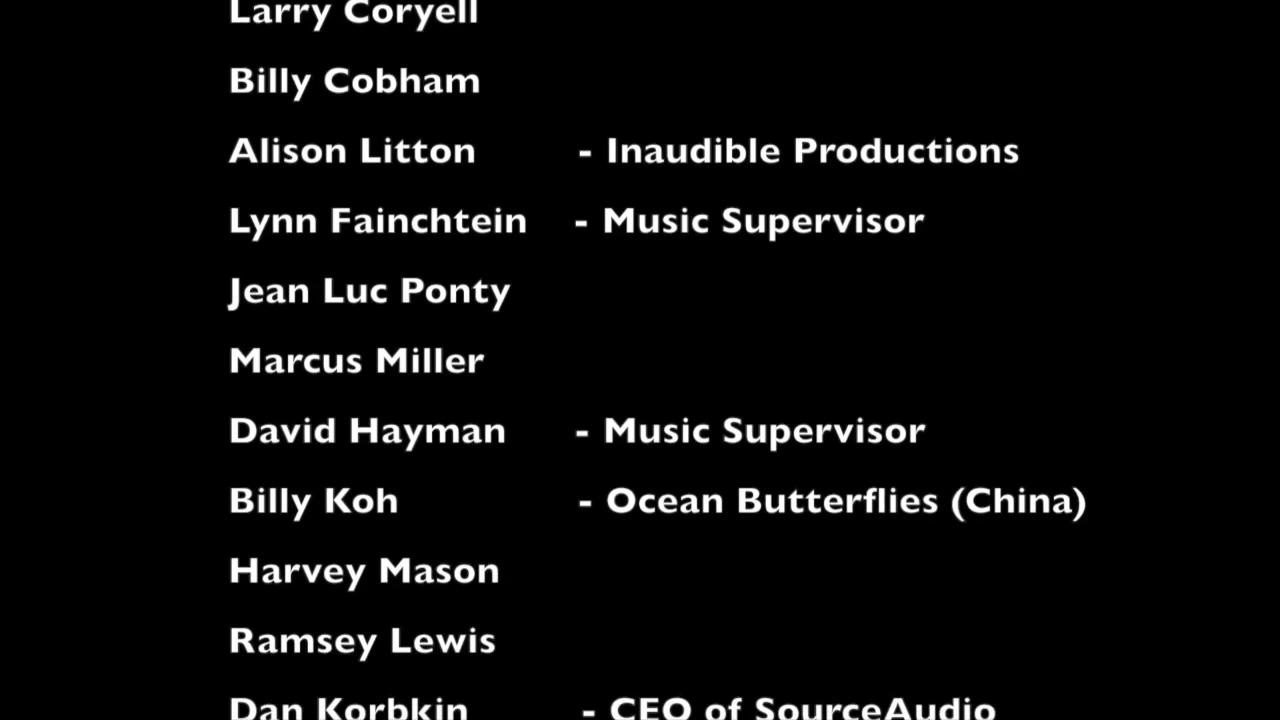 Larry Coryell
Billy Cobham
Alison Litton - Inaudible Productions
Lynn Fainchtein - Music Supervisor
Jean Luc Ponty
Marcus Miller
David Hayman - Music Supervisor
Billy Koh - Ocean Butterflies (China)
Harvey Mason
Ramsey Lewis
Dan Korbkin - CEO of SourceAudio